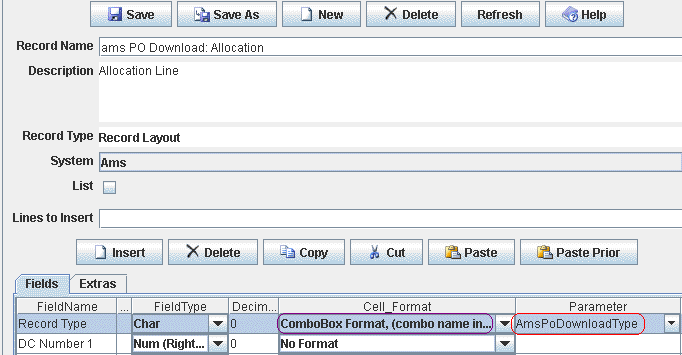 Save Save As New Delete Refresh Help
Record Name ams PO Download: Allocation
Description Allocation Line
Record Type Record Layout
System Ams
List
Lines to Insert
Insert Delete Copy Cut Paste Paste Prior
Fields Extras
FieldName ... FieldType Decim... Cell_Format Parameter
Record Type Char 0 ComboBox Format, (combo name in... AmsPoDownloadType
DC Number 1 Num (Right... 0 No Format